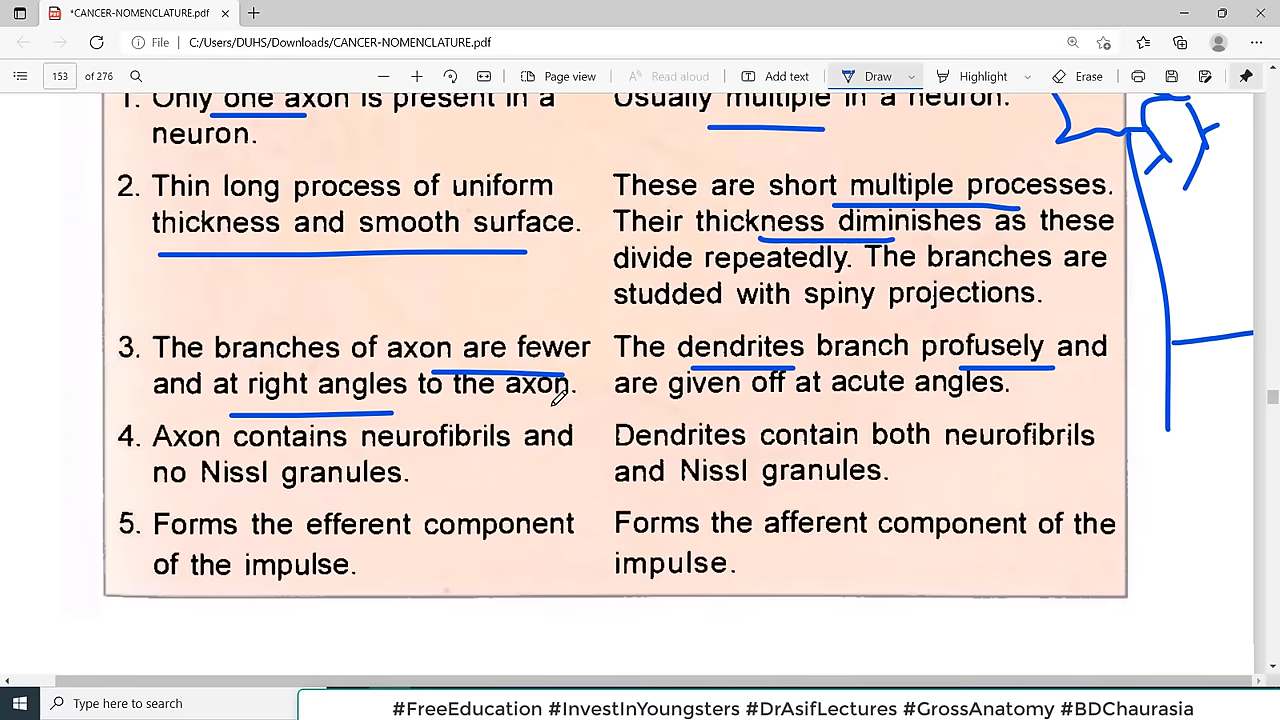 *CANCER-NOMENCLATURE.pdf
File C:/Users/DUHS/Downloads/CANCER-NOMENCLATURE.pdf
153 of 276 Page view Read aloud Add text Draw Highlight Erase
1. Only one axon is present in a
neuron.
Usually multiple in a neuron.
2. Thin long process of uniform
thickness and smooth surface.
These are short multiple processes.
Their thickness diminishes as these
divide repeatedly. The branches are
studded with spiny projections.
3. The branches of axon are fewer
and at right angles to the axon.
The dendrites branch profusely and
are given off at acute angles.
4. Axon contains neurofibrils and
no Nissl granules.
Dendrites contain both neurofibrils
and Nissl granules.
5. Forms the efferent component
of the impulse.
Forms the afferent component of the
impulse.
Type here to search
#FreeEducation #InvestInYoungsters #DrAsifLectures #GrossAnatomy #BDChaurasia